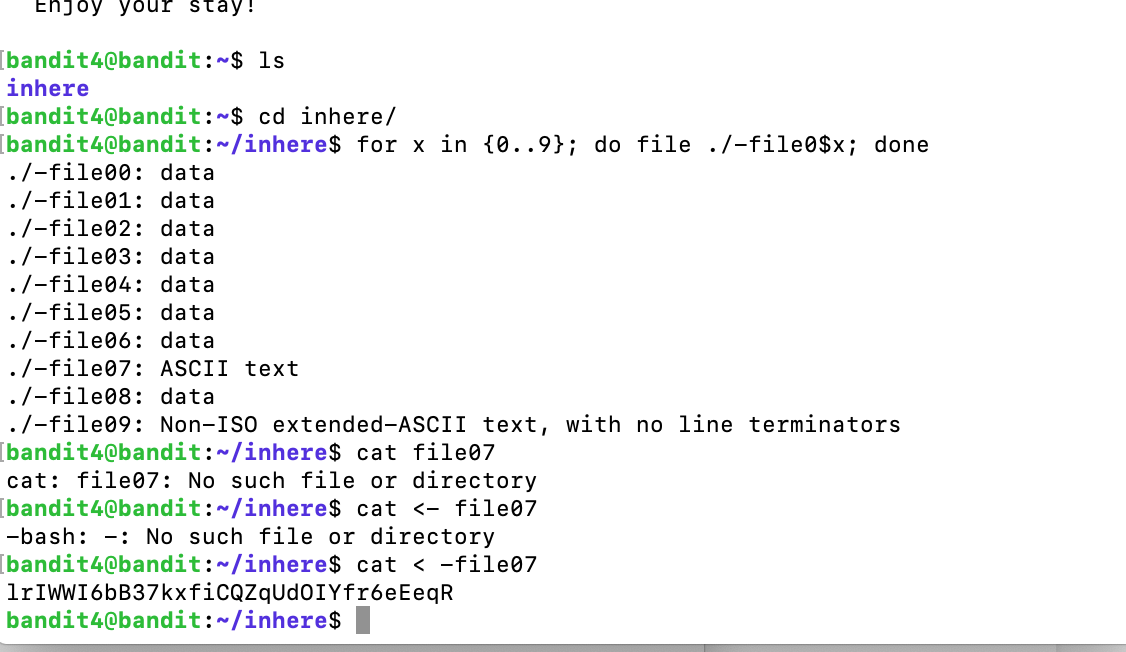 Enjoy your stay!
[bandit4@bandit:~$ ls
inhere
[bandit4@bandit:~$ cd inhere/
[bandit4@bandit:~/inhere$ for x in {0..9}; do file ./-file0$x; done
./-file00: data
./-file01: data
./-file02: data
./-file03: data
./-file04: data
./-file05: data
./-file06: data
./-file07: ASCII text
./-file08: data
./-file09: Non-ISO extended-ASCII text, with no line terminators
[bandit4@bandit:~/inhere$ cat file07
cat: file07: No such file or directory
[bandit4@bandit:~/inhere$ cat <- file07
-bash: -: No such file or directory
[bandit4@bandit:~/inhere$ cat < -file07
lrIWWI6bB37kxfiCQZqUdOIYfr6eEeqR
bandit4@bandit:~/inhere$